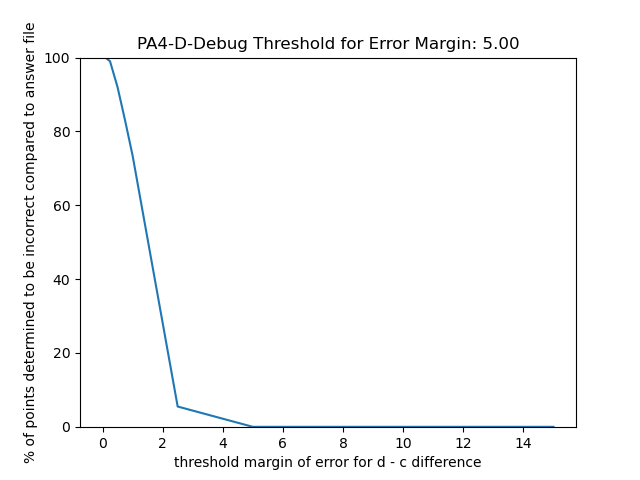 PA4-D-Debug Threshold for Error Margin: 5.00
% of points determined to be incorrect compared to answer file
100
80
60
40
20
0
0 2 4 6 8 10 12 14
threshold margin of error for d - c difference